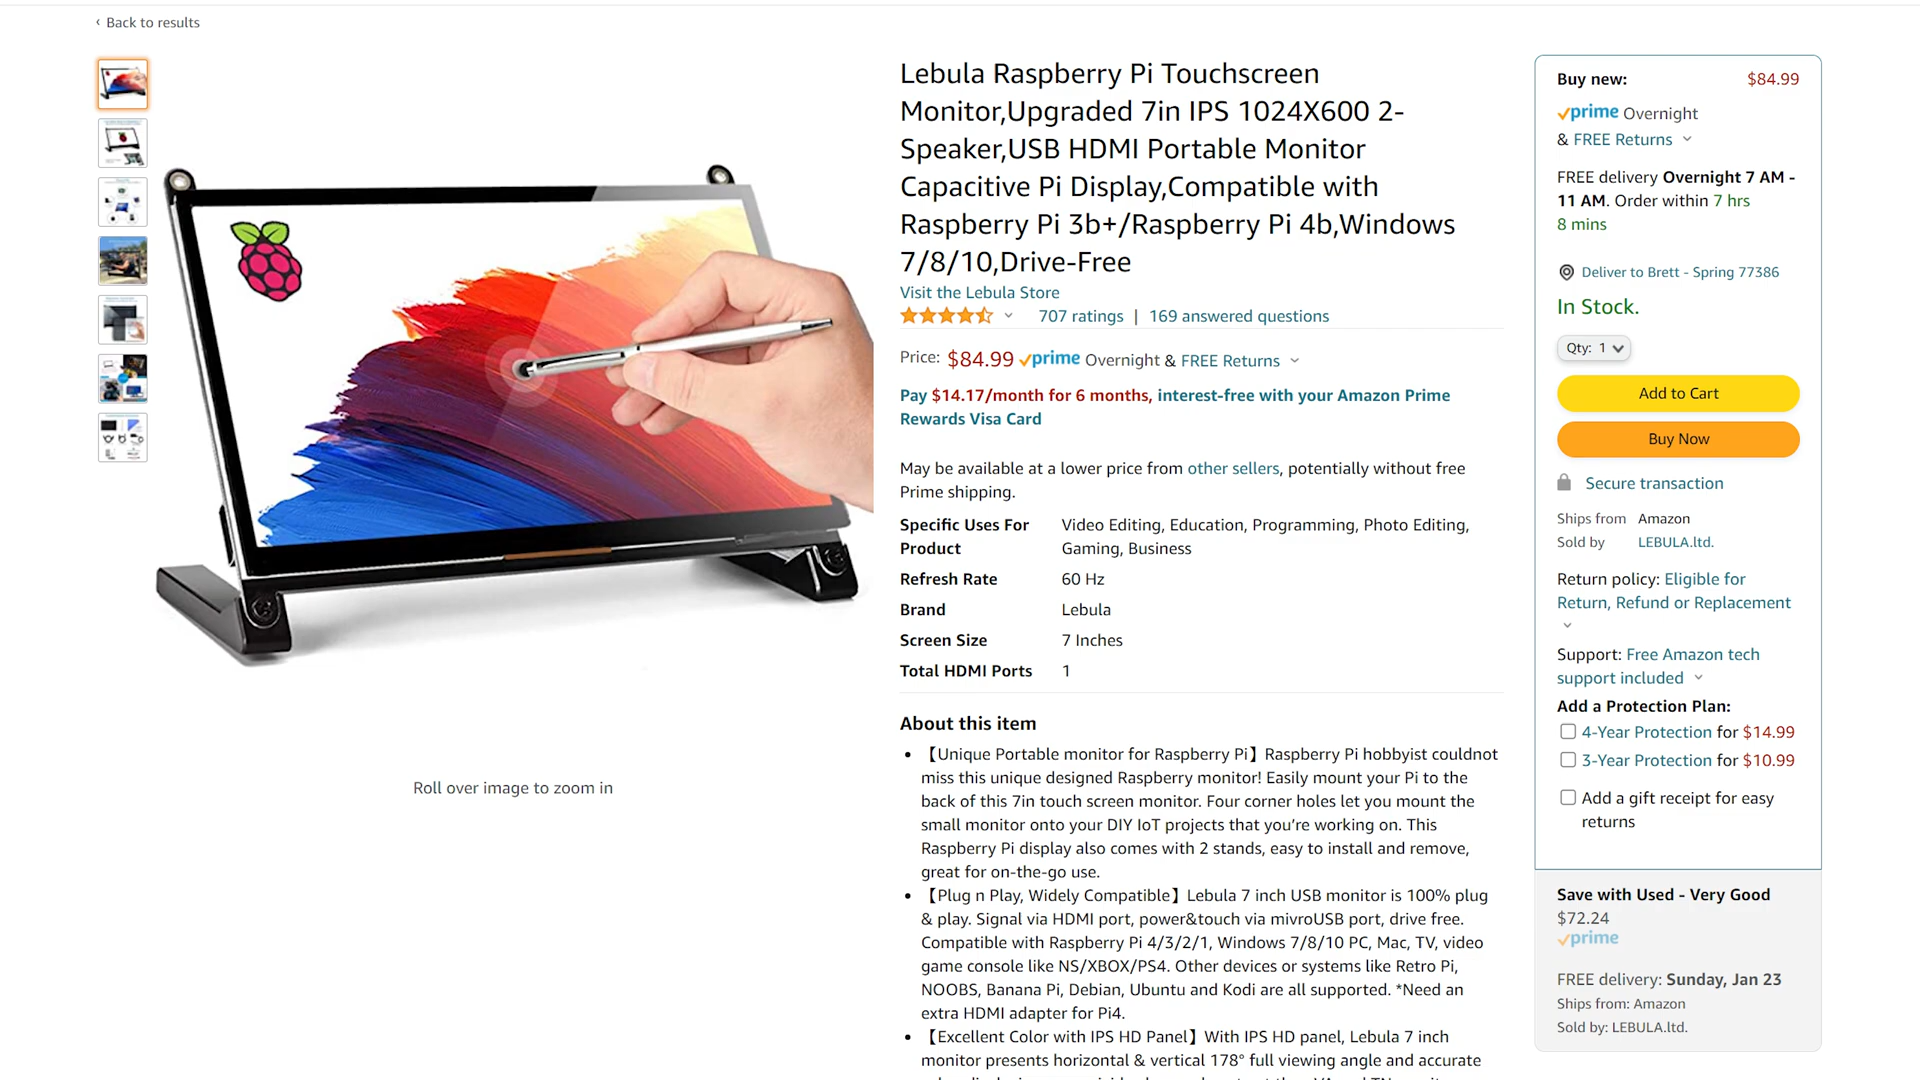 ‹ Back to results
Lebula Raspberry Pi Touchscreen
Monitor,Upgraded 7in IPS 1024X600 2-
Speaker,USB HDMI Portable Monitor
Capacitive Pi Display,Compatible with
Raspberry Pi 3b+/Raspberry Pi 4b,Windows
7/8/10,Drive-Free
Visit the Lebula Store
707 ratings | 169 answered questions
Price: $84.99 prime Overnight & FREE Returns
Pay $14.17/month for 6 months, interest-free with your Amazon Prime
Rewards Visa Card
May be available at a lower price from other sellers, potentially without free
Prime shipping.
Specific Uses For Product Video Editing, Education, Programming, Photo Editing,
Gaming, Business
Refresh Rate 60 Hz
Brand Lebula
Screen Size 7 Inches
Total HDMI Ports 1
About this item
• 【Unique Portable monitor for Raspberry Pi】Raspberry Pi hobbyist couldnot
miss this unique designed Raspberry monitor! Easily mount your Pi to the
back of this 7in touch screen monitor. Four corner holes let you mount the
small monitor onto your DIY IoT projects that you’re working on. This
Raspberry Pi display also comes with 2 stands, easy to install and remove,
great for on-the-go use.
• 【Plug n Play, Widely Compatible】Lebula 7 inch USB monitor is 100% plug
& play. Signal via HDMI port, power&touch via mivroUSB port, drive free.
Compatible with Raspberry Pi 4/3/2/1, Windows 7/8/10 PC, Mac, TV, video
game console like NS/XBOX/PS4. Other devices or systems like Retro Pi,
NOOBS, Banana Pi, Debian, Ubuntu and Kodi are all supported. *Need an
extra HDMI adapter for Pi4.
• 【Excellent Color with IPS HD Panel】With IPS HD panel, Lebula 7 inch
monitor presents horizontal & vertical 178° full viewing angle and accurate
Roll over image to zoom in
Buy new: $84.99
prime Overnight
& FREE Returns
FREE delivery Overnight 7 AM -
11 AM. Order within 7 hrs
8 mins
Deliver to Brett - Spring 77386
In Stock.
Qty: 1
Add to Cart
Buy Now
Secure transaction
Ships from Amazon
Sold by LEBULA.ltd.
Return policy: Eligible for
Return, Refund or Replacement
Support: Free Amazon tech
support included
Add a Protection Plan:
4-Year Protection for $14.99
3-Year Protection for $10.99
Add a gift receipt for easy
returns
Save with Used - Very Good
$72.24
prime
FREE delivery: Sunday, Jan 23
Ships from: Amazon
Sold by: LEBULA.ltd.